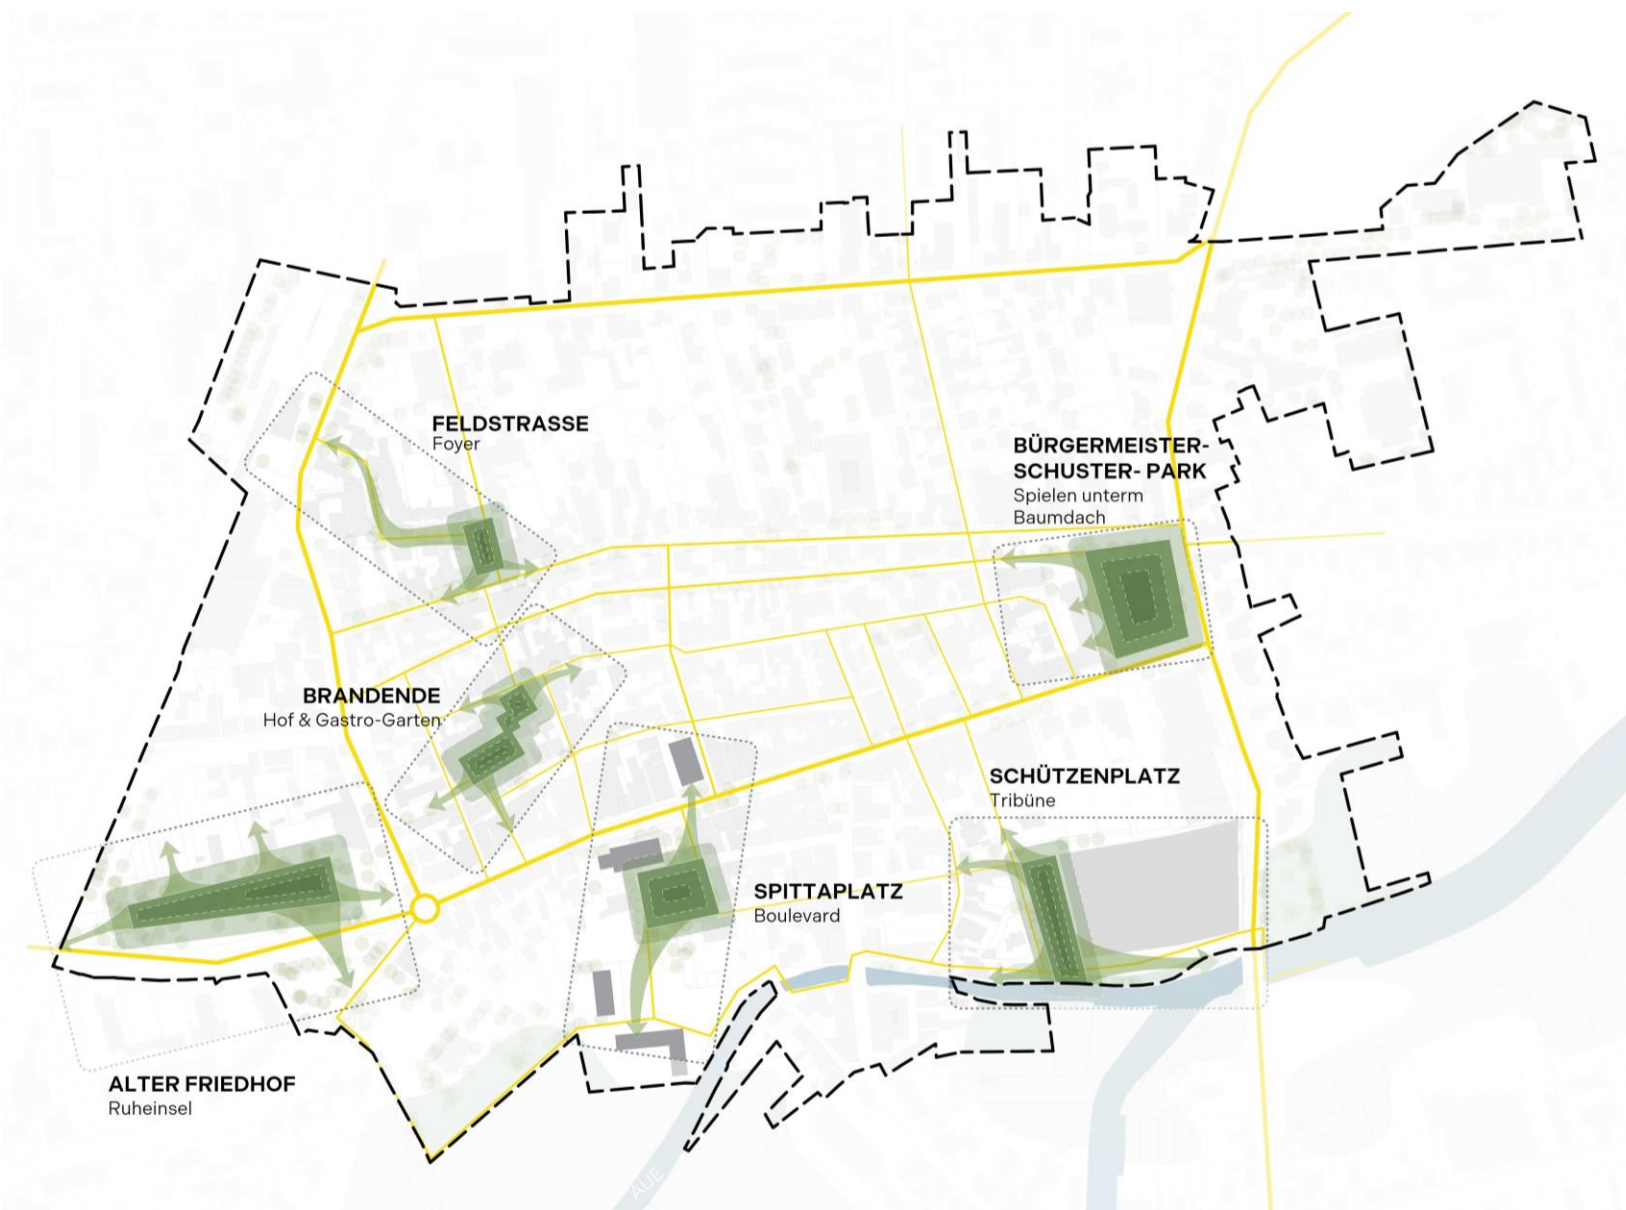 FELDSTRASSE
Foyer
BÜRGERMEISTER-
SCHUSTER- PARK
Spielen unterm
Baumdach
BRANDENDE
Hof & Gastro-Garten
SCHÜTZENPLATZ
Tribüne
SPITTAPLATZ
Boulevard
ALTER FRIEDHOF
Ruheinsel
AUE